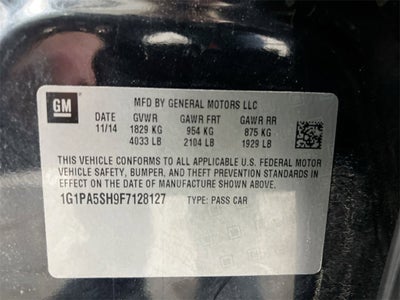 GM
MFD BY GENERAL MOTORS LLC
DATE GVWR GAWR FRT GAWR RR
11/14 1829 KG 954 KG 875 KG
4033 LB 2104 LB 1929 LB
THIS VEHICLE CONFORMS TO ALL APPLICABLE U.S. FEDERAL MOTOR
VEHICLE SAFETY, BUMPER, AND THEFT PREVENTION STANDARDS
IN EFFECT ON THE DATE OF MANUFACTURE SHOWN ABOVE.
1G1PA5SH9F7128127 TYPE: PASS CAR